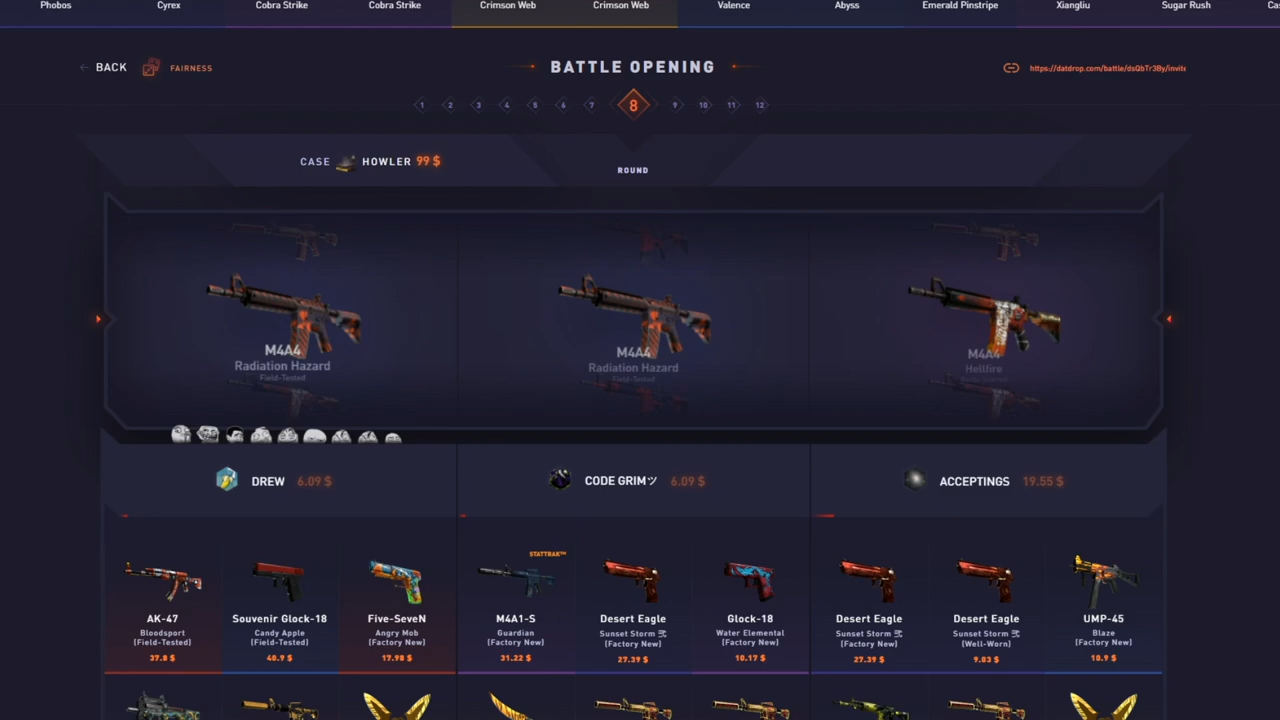 Phobos
Cyrex
Cobra Strike
Cobra Strike
Crimson Web
Crimson Web
Valence
Abyss
Emerald Pinstripe
Xiangliu
Sugar Rush
Cas
← BACK
FAIRNESS
BATTLE OPENING
https://datdrop.com/battle/dsQbTr3By/invite
1 2 3 4 5 6 7 8 9 10 11 12
CASE HOWLER 99 $
ROUND
M4A4
Radiation Hazard
Field-Tested
M4A4
Radiation Hazard
Field-Tested
M4A4
Hellfire
DREW 6.09 $
CODE GRIMツ 6.09 $
ACCEPTINGS 19.55 $
AK-47
Bloodsport
(Field-Tested)
37.8 $
Souvenir Glock-18
Candy Apple
(Field-Tested)
40.9 $
Five-SeveN
Angry Mob
(Factory New)
17.98 $
STATTRAK™
M4A1-S
Guardian
(Factory New)
31.22 $
Desert Eagle
Sunset Storm 弐
(Factory New)
27.39 $
Glock-18
Water Elemental
(Factory New)
10.17 $
Desert Eagle
Sunset Storm 弐
(Factory New)
27.39 $
Desert Eagle
Sunset Storm 弐
(Well-Worn)
9.03 $
UMP-45
Blaze
(Factory New)
10.9 $